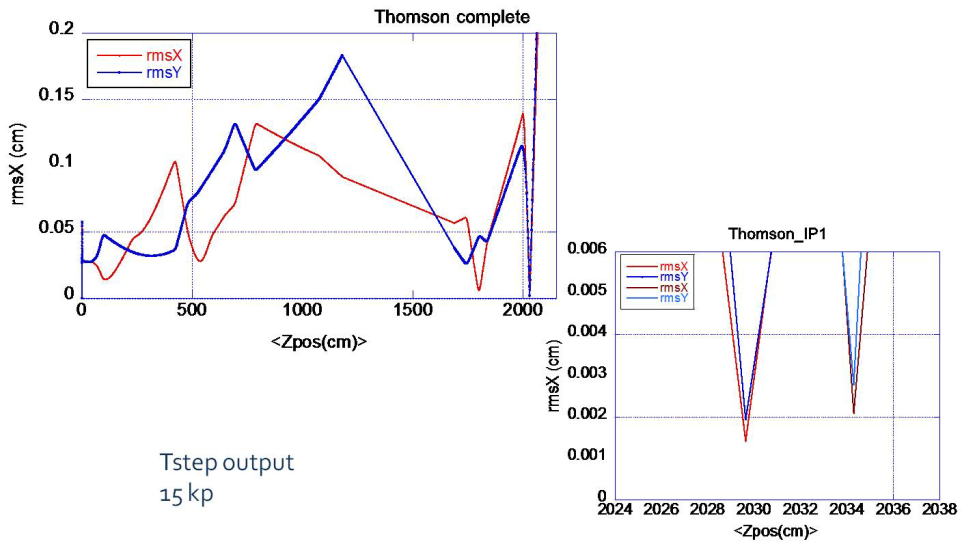 Thomson complete
0.2
0.15
0.1
0.05
0
rmsX (cm)
rmsX
rmsY
0 500 1000 1500 2000
<Zpos(cm)>
Thomson_IP1
0.006
0.005
0.004
0.003
0.002
0.001
0
rmsX (cm)
rmsX
rmsY
rmsX
rmsY
2024 2026 2028 2030 2032 2034 2036 2038
<Zpos(cm)>
Tstep output
15 kp